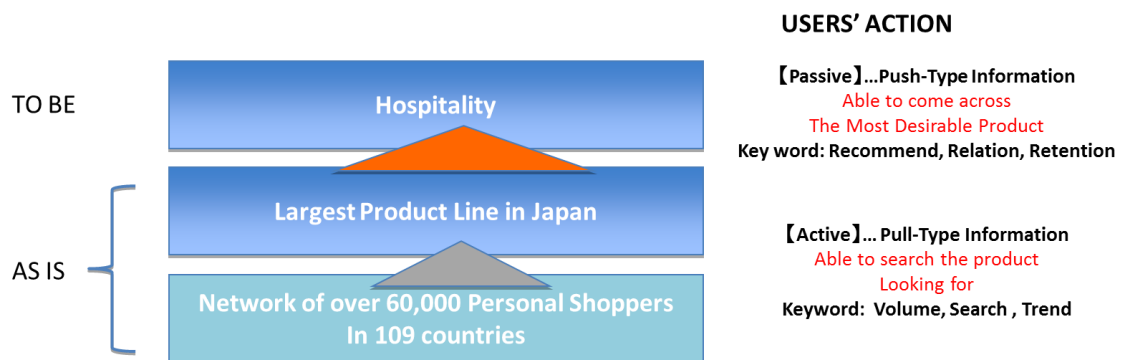 USERS' ACTION
TO BE
Hospitality
【Passive】...Push-Type Information
Able to come across
The Most Desirable Product
Key word: Recommend, Relation, Retention
AS IS
Largest Product Line in Japan
Network of over 60,000 Personal Shoppers
In 109 countries
【Active】... Pull-Type Information
Able to search the product
Looking for
Keyword:  Volume, Search , Trend